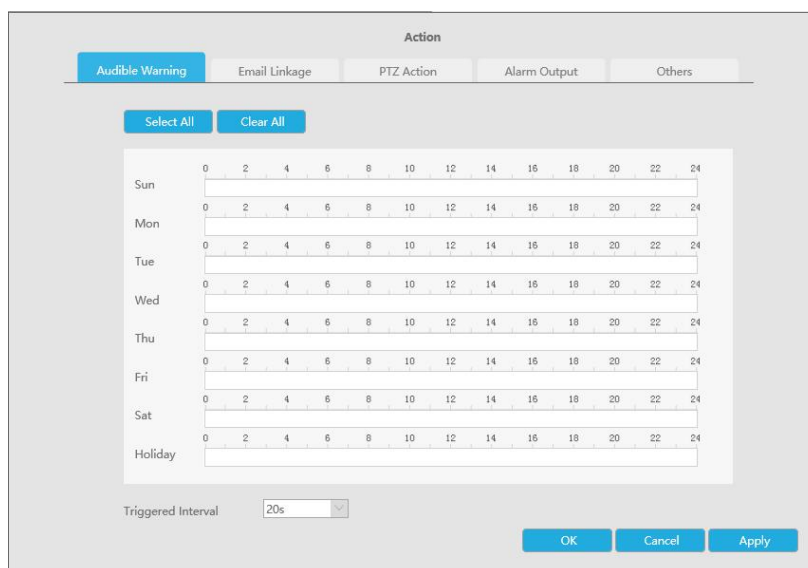 Action
Audible Warning Email Linkage PTZ Action Alarm Output Others
Select All Clear All
0 2 4 6 8 10 12 14 16 18 20 22 24
Sun
0 2 4 6 8 10 12 14 16 18 20 22 24
Mon
0 2 4 6 8 10 12 14 16 18 20 22 24
Tue
0 2 4 6 8 10 12 14 16 18 20 22 24
Wed
0 2 4 6 8 10 12 14 16 18 20 22 24
Thu
0 2 4 6 8 10 12 14 16 18 20 22 24
Fri
0 2 4 6 8 10 12 14 16 18 20 22 24
Sat
0 2 4 6 8 10 12 14 16 18 20 22 24
Holiday
Triggered Interval 20s
OK Cancel Apply